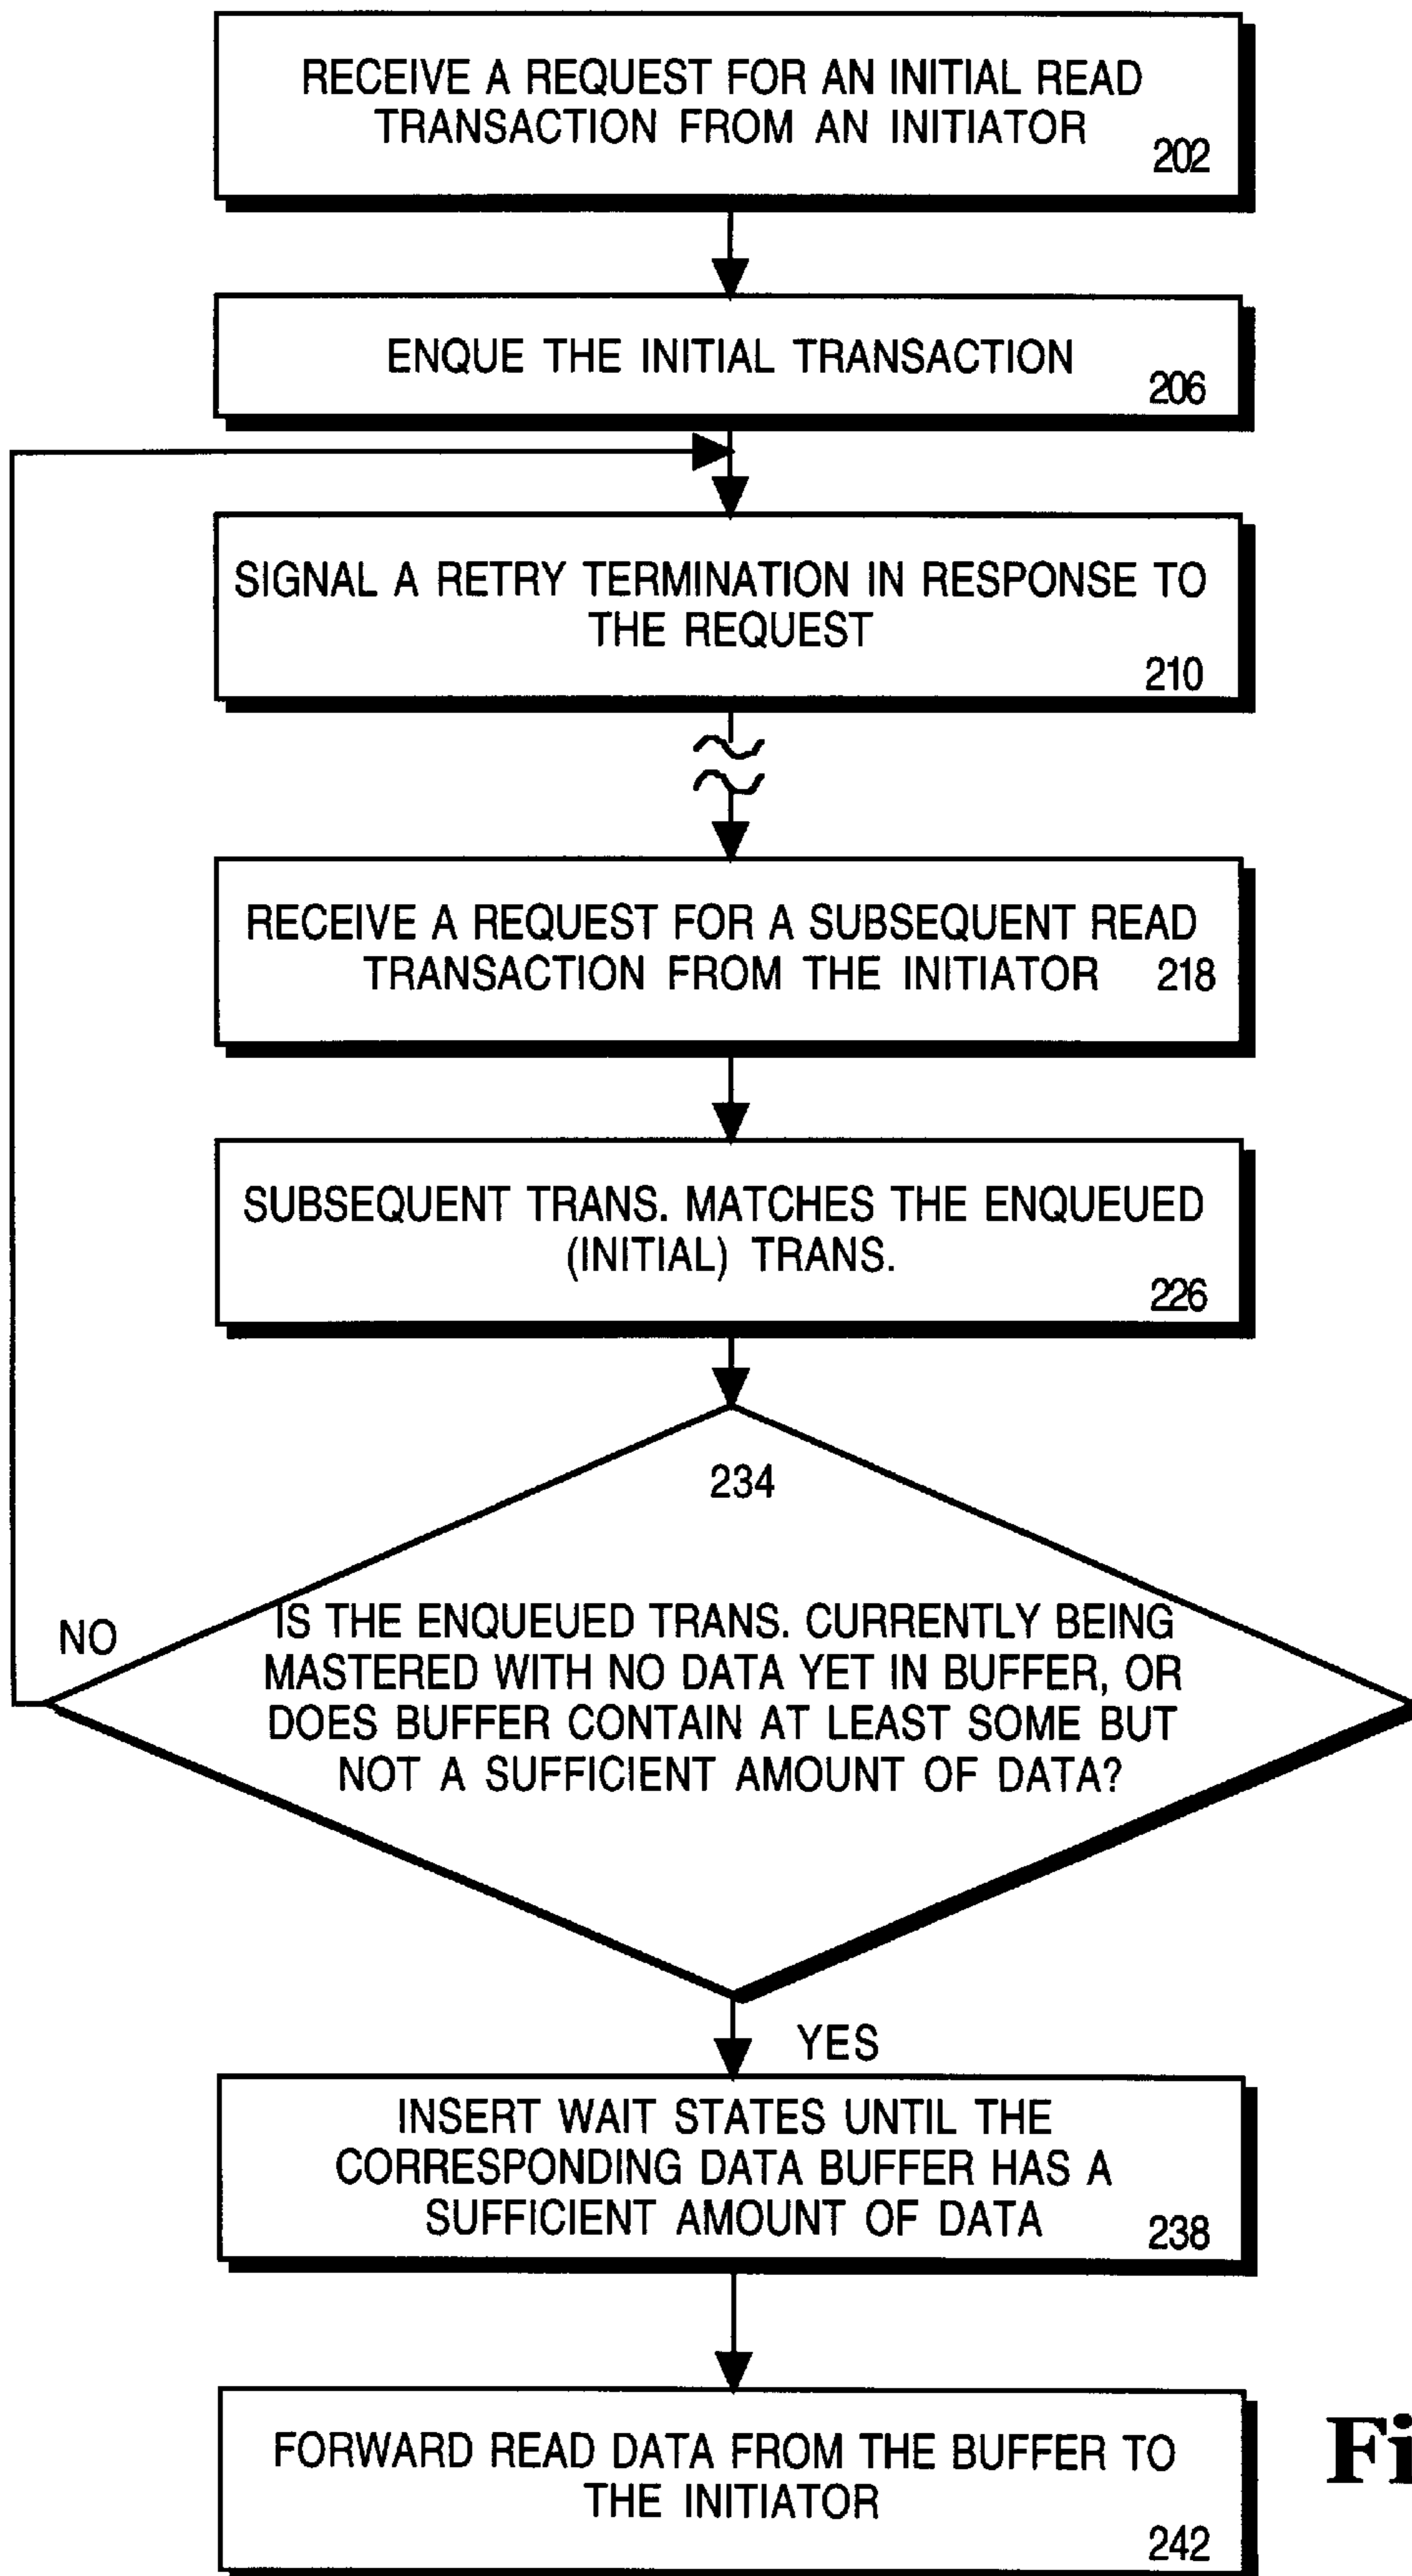 RECEIVE A REQUEST FOR AN INITIAL READ
TRANSACTION FROM AN INITIATOR
202
ENQUE THE INITIAL TRANSACTION
206
SIGNAL A RETRY TERMINATION IN RESPONSE TO
THE REQUEST
210
RECEIVE A REQUEST FOR A SUBSEQUENT READ
TRANSACTION FROM THE INITIATOR 218
SUBSEQUENT TRANS. MATCHES THE ENQUEUED
(INITIAL) TRANS.
226
234
NO
IS THE ENQUEUED TRANS. CURRENTLY BEING
MASTERED WITH NO DATA YET IN BUFFER, OR
DOES BUFFER CONTAIN AT LEAST SOME BUT
NOT A SUFFICIENT AMOUNT OF DATA?
YES
INSERT WAIT STATES UNTIL THE
CORRESPONDING DATA BUFFER HAS A
SUFFICIENT AMOUNT OF DATA
238
FORWARD READ DATA FROM THE BUFFER TO
THE INITIATOR
242
Fi